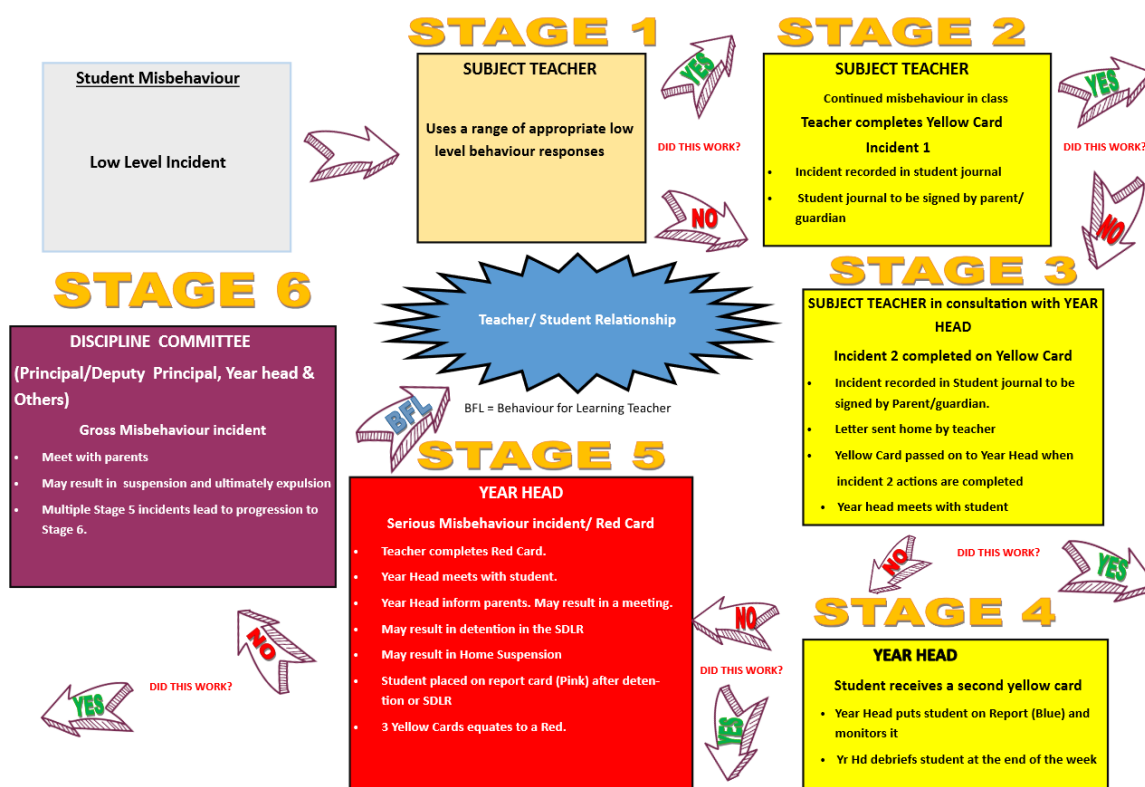 Student Misbehaviour
Low Level Incident
STAGE 1
SUBJECT TEACHER
Uses a range of appropriate low
level behaviour responses
YES
DID THIS WORK?
NO
STAGE 2
SUBJECT TEACHER
Continued misbehaviour in class
Teacher completes Yellow Card
Incident 1
• Incident recorded in student journal
• Student journal to be signed by parent/
guardian
YES
DID THIS WORK?
NO
STAGE 3
SUBJECT TEACHER in consultation with YEAR
HEAD
Incident 2 completed on Yellow Card
• Incident recorded in Student journal to be
signed by Parent/guardian.
• Letter sent home by teacher
• Yellow Card passed on to Year Head when
incident 2 actions are completed
• Year head meets with student
NO
DID THIS WORK?
YES
STAGE 4
YEAR HEAD
Student receives a second yellow card
• Year Head puts student on Report (Blue) and
monitors it
• Yr Hd debriefs student at the end of the week
NO
DID THIS WORK?
YES
Teacher/ Student Relationship
BFL = Behaviour for Learning Teacher
BFL
STAGE 5
YEAR HEAD
Serious Misbehaviour incident/ Red Card
• Teacher completes Red Card.
• Year Head meets with student.
• Year Head inform parents. May result in a meeting.
• May result in detention in the SDLR
• May result in Home Suspension
• Student placed on report card (Pink) after deten-
tion or SDLR
• 3 Yellow Cards equates to a Red.
NO
DID THIS WORK?
YES
STAGE 6
DISCIPLINE COMMITTEE
(Principal/Deputy Principal, Year head &
Others)
Gross Misbehaviour incident
• Meet with parents
• May result in suspension and ultimately expulsion
• Multiple Stage 5 incidents lead to progression to
Stage 6.